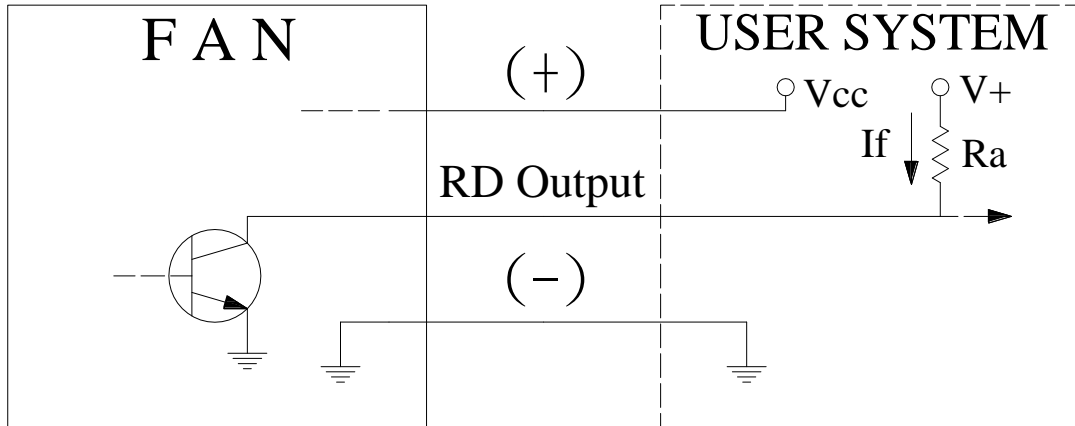 F A N
USER SYSTEM
(+)
Vcc
V+
If
Ra
RD Output
(−)